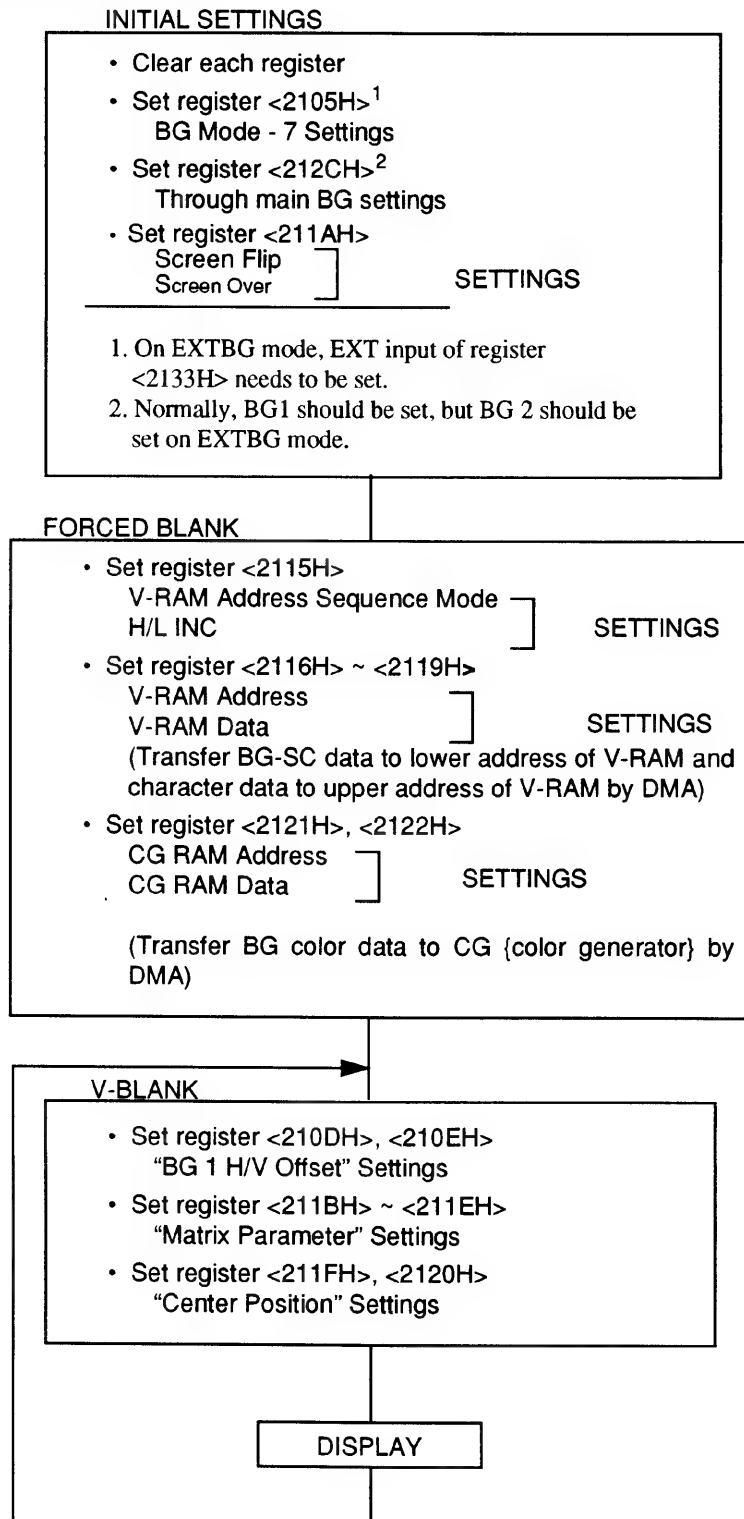 INITIAL SETTINGS
• Clear each register
• Set register <2105H>1
BG Mode - 7 Settings
• Set register <212CH>2
Through main BG settings
• Set register <211AH>
Screen Flip
Screen Over
SETTINGS
1. On EXTBG mode, EXT input of register
<2133H> needs to be set.
2. Normally, BG1 should be set, but BG 2 should be
set on EXTBG mode.
FORCED BLANK
• Set register <2115H>
V-RAM Address Sequence Mode
H/L INC
SETTINGS
• Set register <2116H> ~ <2119H>
V-RAM Address
V-RAM Data
SETTINGS
(Transfer BG-SC data to lower address of V-RAM and
character data to upper address of V-RAM by DMA)
• Set register <2121H>, <2122H>
CG RAM Address
CG RAM Data
SETTINGS
(Transfer BG color data to CG {color generator} by
DMA)
V-BLANK
• Set register <210DH>, <210EH>
“BG 1 H/V Offset” Settings
• Set register <211BH> ~ <211EH>
“Matrix Parameter” Settings
• Set register <211FH>, <2120H>
“Center Position” Settings
DISPLAY